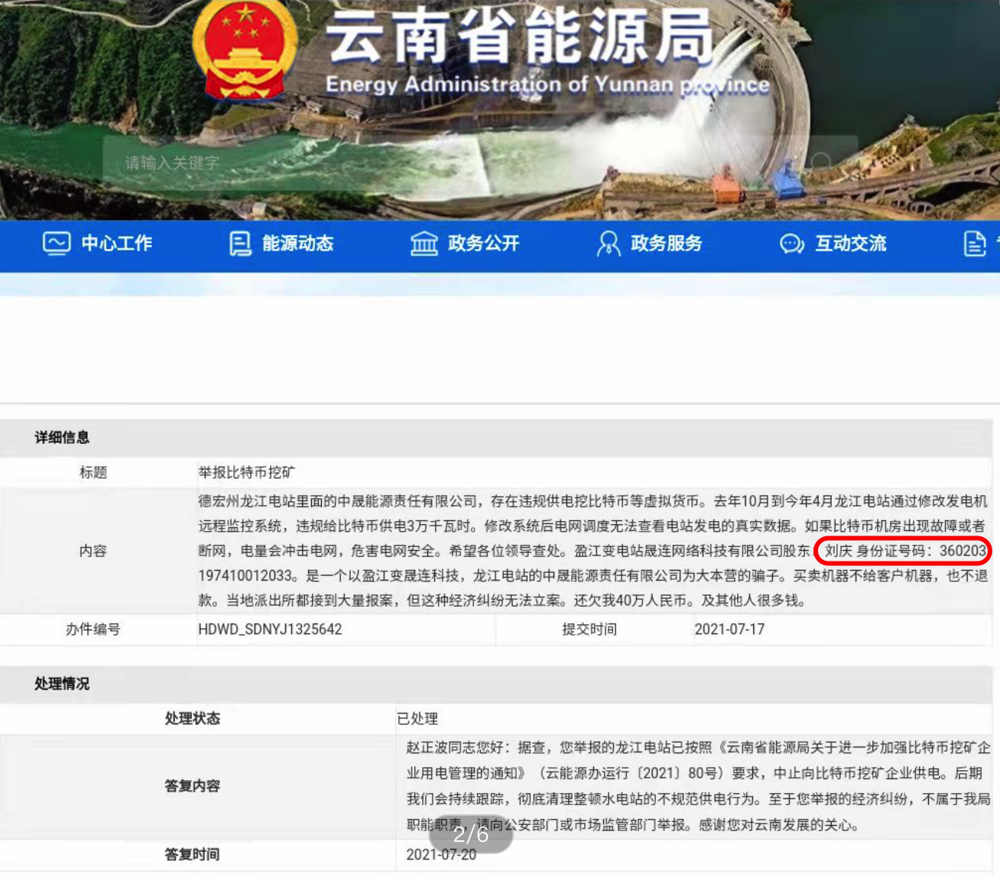 云南省能源局
Energy Administration of Yunnan province
请输入关键字
中心工作 能源动态 政务公开 政务服务 互动交流
详细信息
标题 举报比特币挖矿
内容
德宏州龙江电站里面的中晟能源责任有限公司，存在违规供电挖比特币等虚拟货币。去年10月到今年4月龙江电站通过修改发电机
远程监控系统，违规给比特币供电3万千瓦时。修改系统后电网调度无法查看电站发电的真实数据。如果比特币机房出现故障或者
断网，电量会冲击电网，危害电网安全。希望各位领导查处。盈江变电站晟连网络科技有限公司股东 刘庆 身份证号码：360203
197410012033。是一个以盈江变晟连科技，龙江电站的中晟能源责任有限公司为大本营的骗子。买卖机器不给客户机器，也不退
款。当地派出所都接到大量报案，但这种经济纠纷无法立案。还欠我40万人民币。及其他人很多钱。
办件编号 HDWD_SDNYJ1325642 提交时间 2021-07-17
处理情况
处理状态 已处理
答复内容
赵正波同志您好：据查，您举报的龙江电站已按照《云南省能源局关于进一步加强比特币挖矿企
业用电管理的通知》（云能源办运行〔2021〕80号）要求，中止向比特币挖矿企业供电。后期
我们会持续跟踪，彻底清理整顿水电站的不规范供电行为。至于您举报的经济纠纷，不属于我局
职能职责，请向公安部门或市场监管部门举报。感谢您对云南发展的关心。
2/6
答复时间 2021-07-20